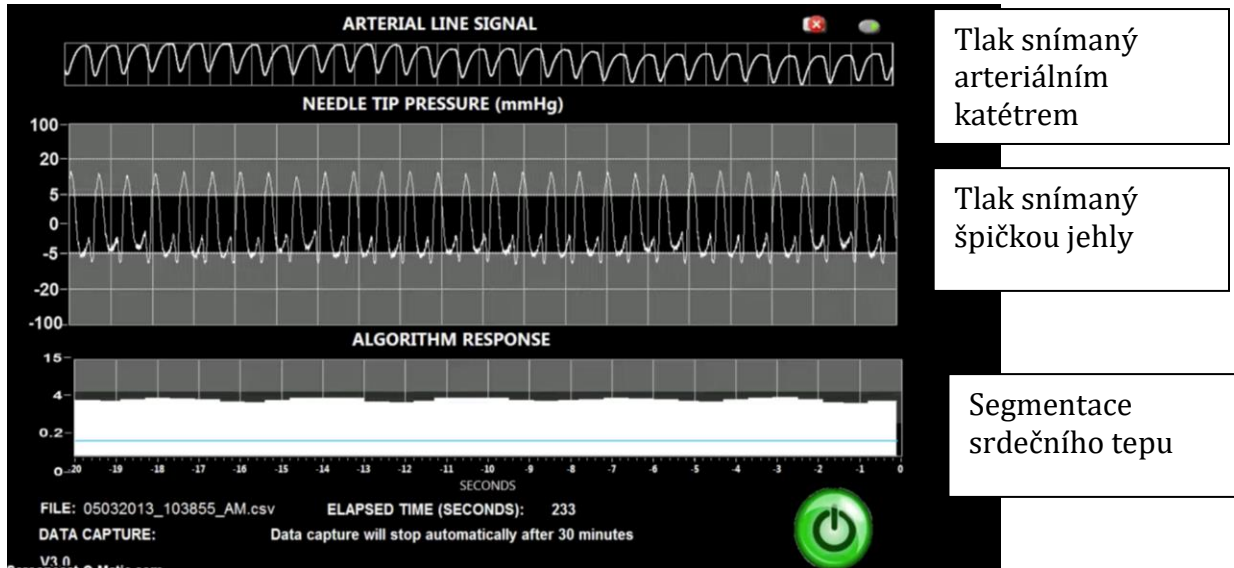 ARTERIAL LINE SIGNAL
NEEDLE TIP PRESSURE (mmHg)
100
20
5
0
-5
-20
-100
ALGORITHM RESPONSE
15
4
0.2
0
-20 -19 -18 -17 -16 -15 -14 -13 -12 -11 -10 -9 -8 -7 -6 -5 -4 -3 -2 -1 0
SECONDS
FILE: 05032013_103855_AM.csv ELAPSED TIME (SECONDS): 233
DATA CAPTURE: Data capture will stop automatically after 30 minutes
V3.0
Tlak snímaný
arteriálním
katétrem
Tlak snímaný
špičkou jehly
Segmentace
srdečního tepu